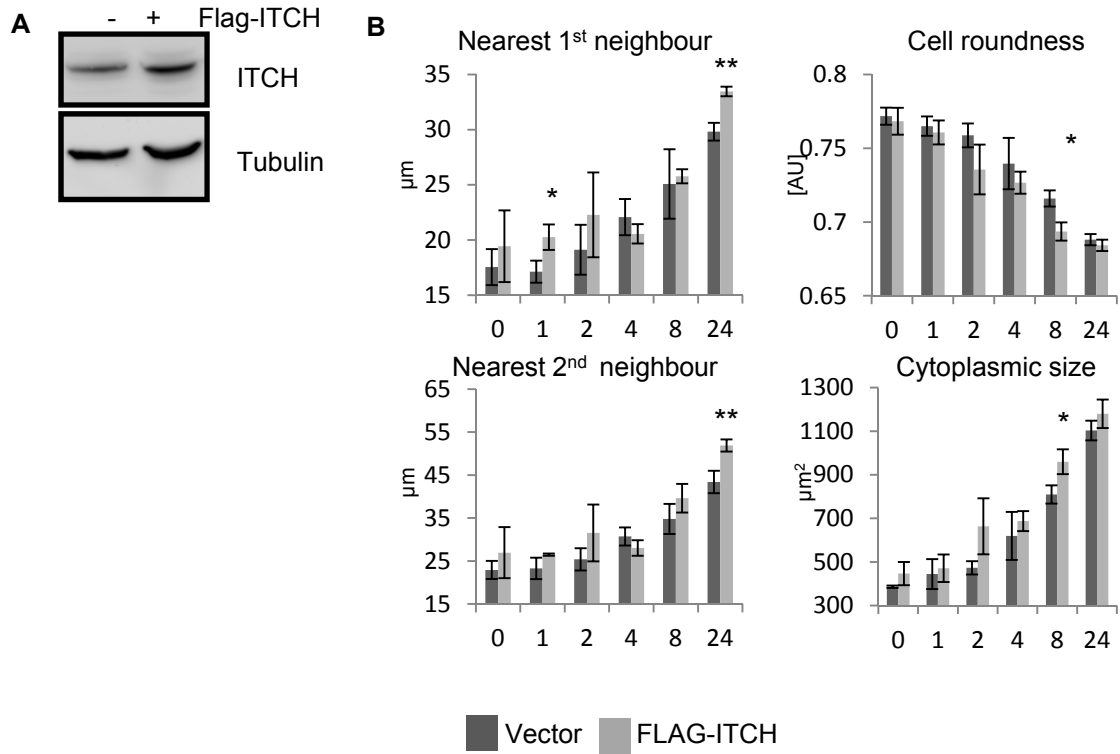 A
- + Flag-ITCH
ITCH
Tubulin
B
Nearest 1st neighbour
35
30
25
20
15
µm
* **
0 1 2 4 8 24
Cell roundness
0.8
0.75
0.7
0.65
[AU]
*
0 1 2 4 8 24
Nearest 2nd neighbour
65
55
45
35
25
15
µm
**
0 1 2 4 8 24
Cytoplasmic size
1300
1100
900
700
500
300
µm²
*
0 1 2 4 8 24
Vector FLAG-ITCH